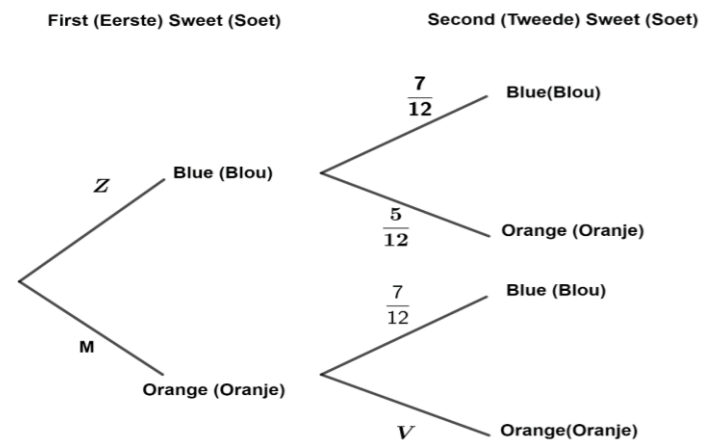 First (Eerste) Sweet (Soet)
Second (Tweede) Sweet (Soet)
7
12
Blue(Blou)
Z
Blue (Blou)
5
12
Orange (Oranje)
7
12
Blue (Blou)
M
Orange (Oranje)
V
Orange(Oranje)